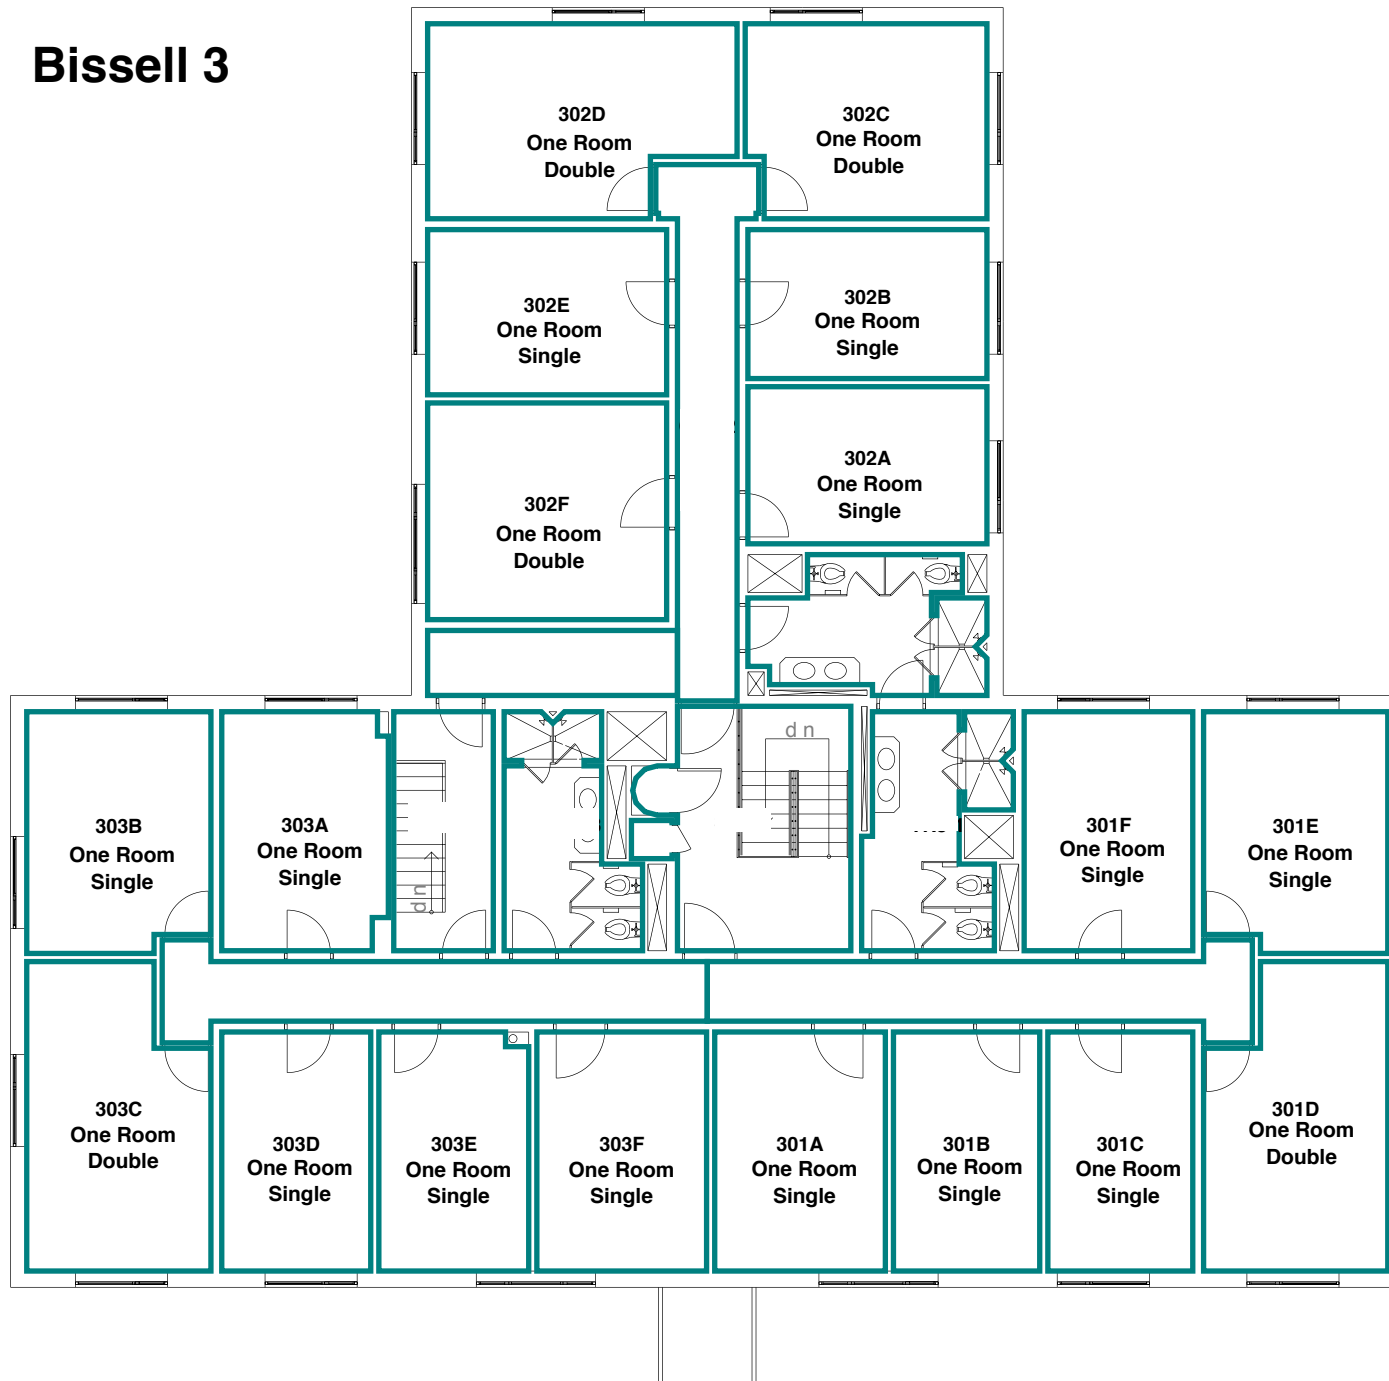 Bissell 3
302D
One Room
Double
302C
One Room
Double
302E
One Room
Single
302B
One Room
Single
302A
One Room
Single
302F
One Room
Double
dn
303B
One Room
Single
303A
One Room
Single
dn
301F
One Room
Single
301E
One Room
Single
303C
One Room
Double
303D
One Room
Single
303E
One Room
Single
303F
One Room
Single
301A
One Room
Single
301B
One Room
Single
301C
One Room
Single
301D
One Room
Double